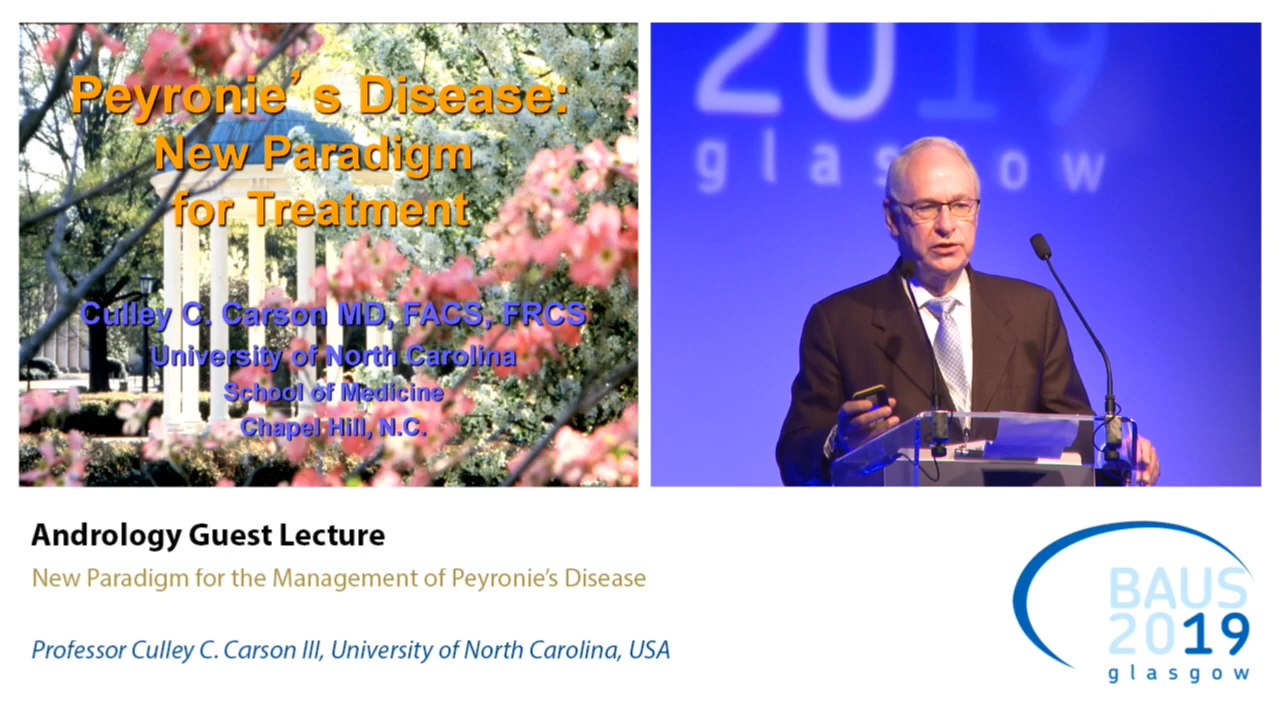 Peyronie's Disease:
New Paradigm
for Treatment
Culley C. Carson MD, FACS, FRCS
University of North Carolina
School of Medicine
Chapel Hill, N.C.
2019
glasgow
Andrology Guest Lecture
New Paradigm for the Management of Peyronie's Disease
Professor Culley C. Carson III, University of North Carolina, USA
BAUS
2019
glasgow